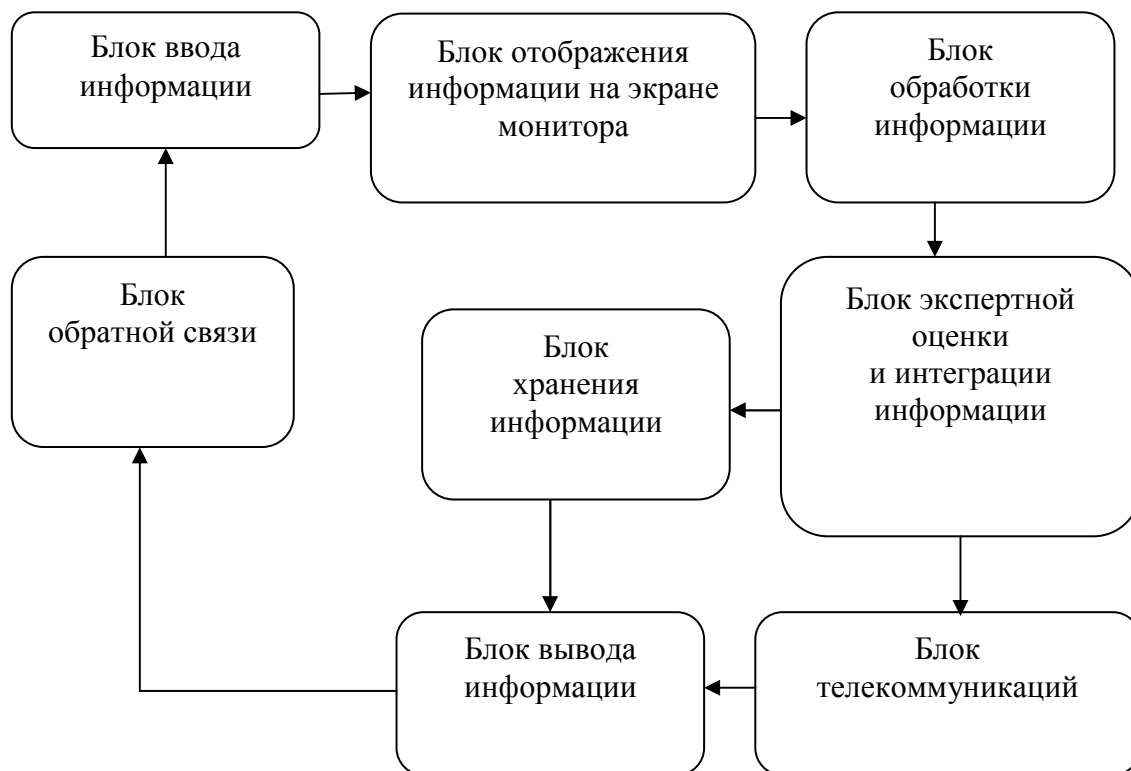 Блок ввода
информации
Блок отображения
информации на экране
монитора
Блок
обработки
информации
Блок
обратной связи
Блок
хранения
информации
Блок экспертной
оценки
и интеграции
информации
Блок вывода
информации
Блок
телекоммуникаций